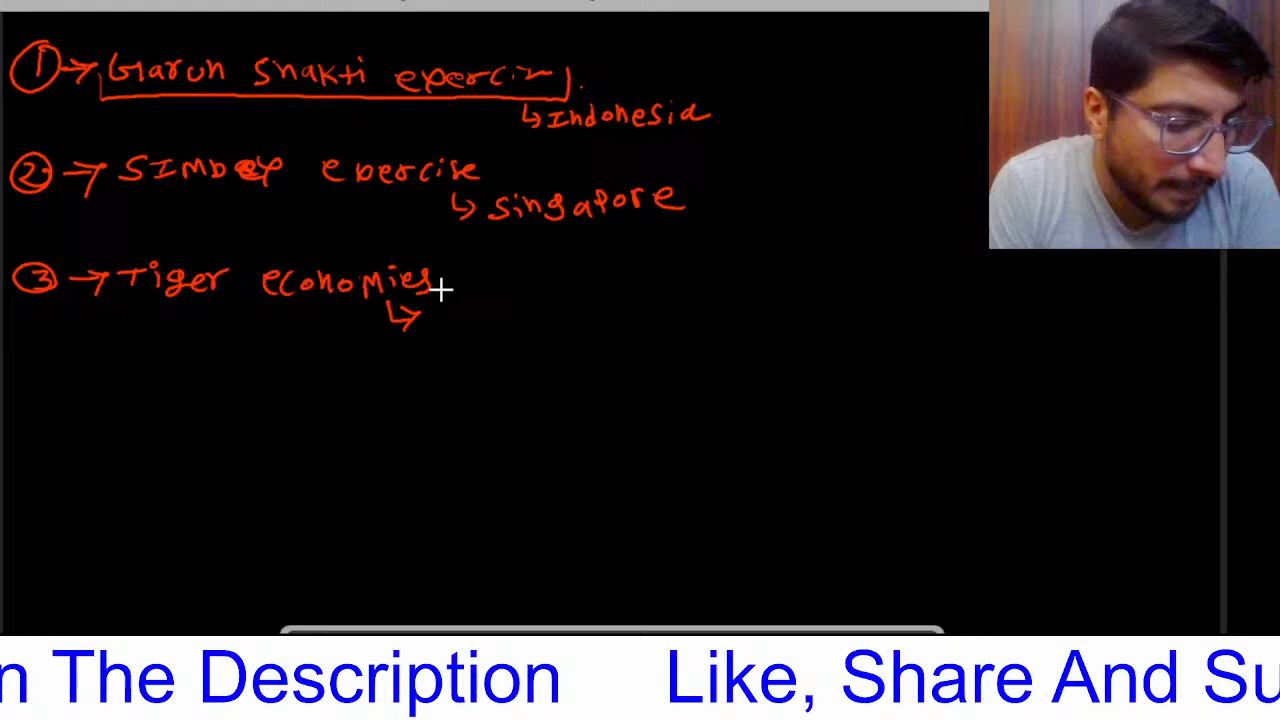 ① → Garun Shakti exercise.
↳ Indonesia
② → SIMBEX exercise
↳ Singapore
③ → Tiger economies
↳
n The Description Like, Share And Su